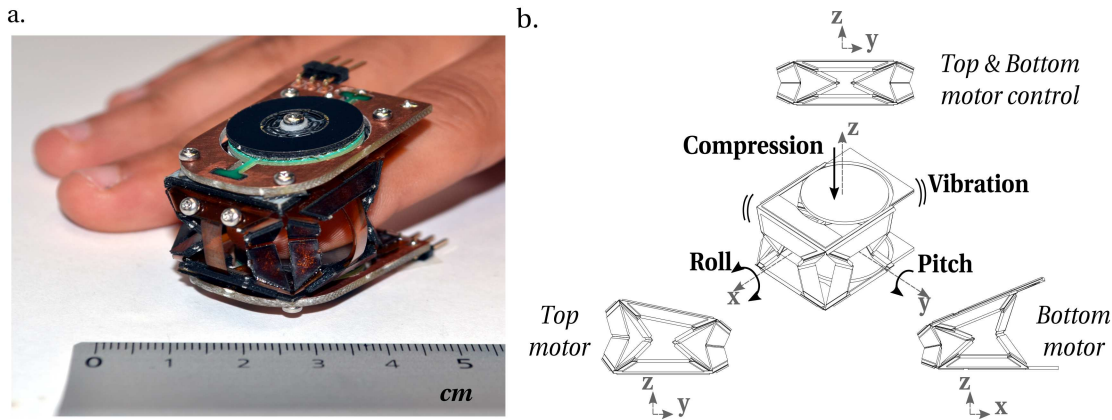 a.
0 1 2 3 4 5
cm
b.
z
y
Top & Bottom
motor control
Compression
z
Vibration
Roll
Pitch
x
y
Top
motor
Bottom
motor
z
y
z
x